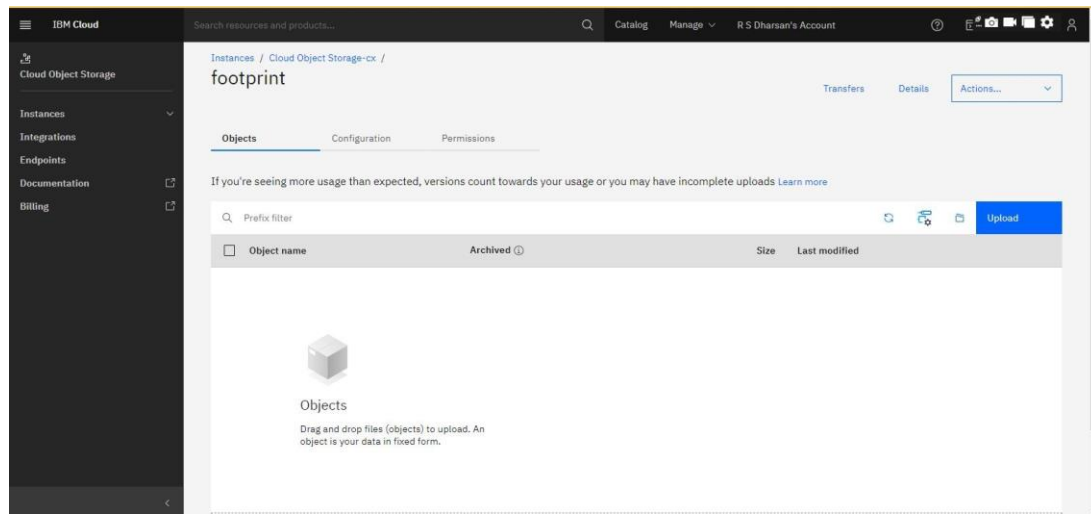 IBM Cloud
Search resources and products...
Catalog
Manage
R S Dharsan's Account
Cloud Object Storage
Instances
Integrations
Endpoints
Documentation
Billing
Instances / Cloud Object Storage-cx /
footprint
Transfers
Details
Actions...
Objects
Configuration
Permissions
If you're seeing more usage than expected, versions count towards your usage or you may have incomplete uploads Learn more
Prefix filter
Upload
Object name
Archived
Size
Last modified
Objects
Drag and drop files (objects) to upload. An
object is your data in fixed form.